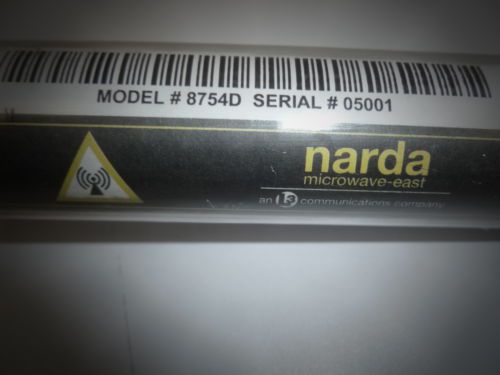 MODEL # 8754D SERIAL # 05001
narda
microwave-east
an L3 communications company